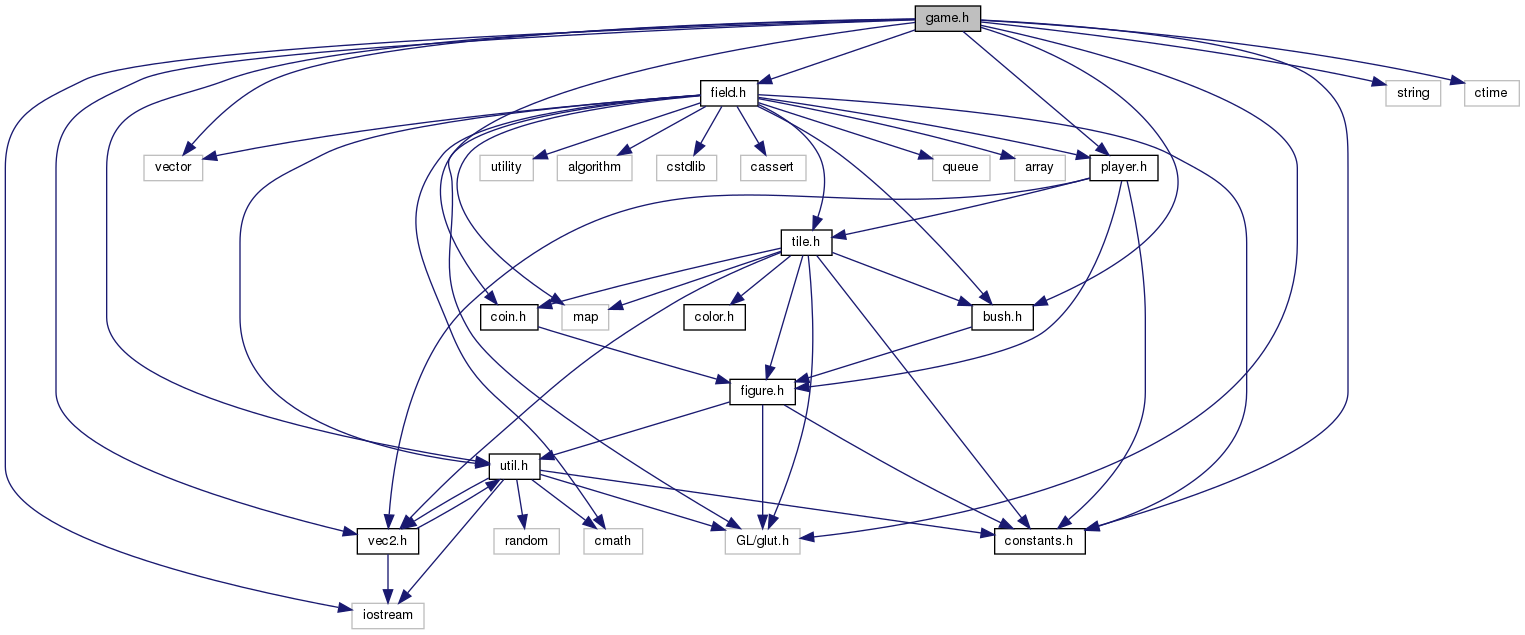 game.h
field.h
string
ctime
vector
utility
algorithm
cstdlib
cassert
queue
array
player.h
tile.h
coin.h
map
color.h
bush.h
figure.h
util.h
vec2.h
random
cmath
GL/glut.h
constants.h
iostream